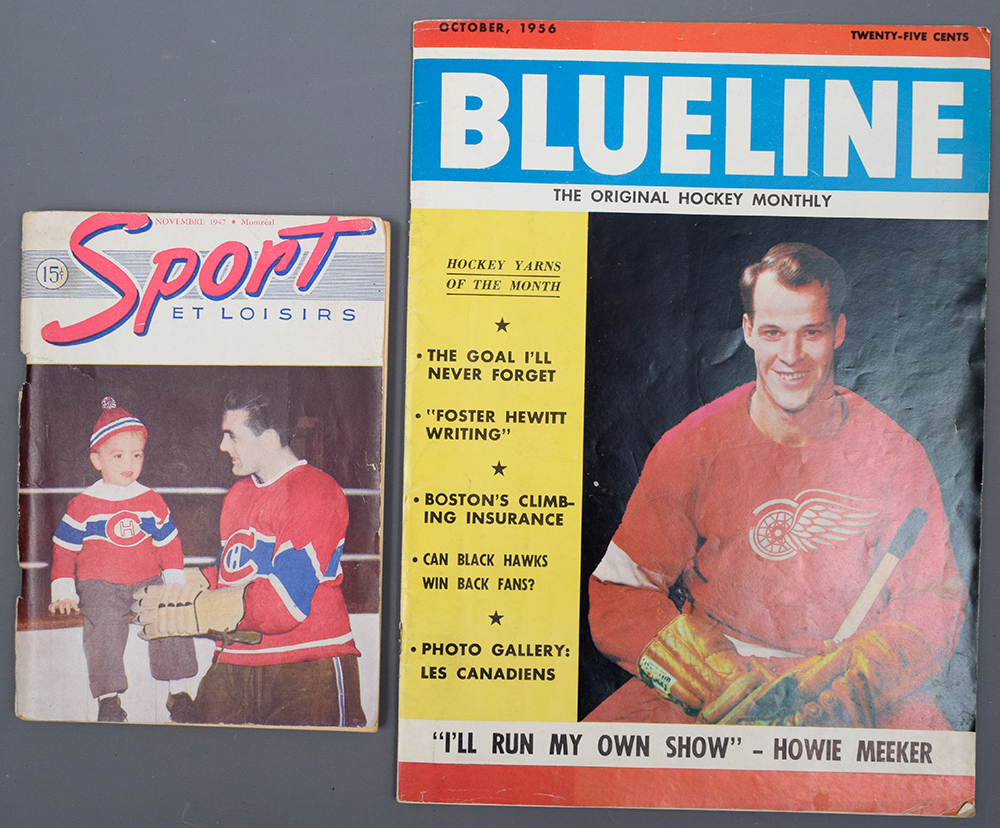 NOVEMBRE 1947 • Montréal
15¢
Sport
ET LOISIRS
OCTOBER, 1956
TWENTY-FIVE CENTS
BLUELINE
THE ORIGINAL HOCKEY MONTHLY
HOCKEY YARNS
OF THE MONTH
• THE GOAL I'LL
NEVER FORGET
• "FOSTER HEWITT
WRITING"
• BOSTON'S CLIMB-
ING INSURANCE
• CAN BLACK HAWKS
WIN BACK FANS?
• PHOTO GALLERY:
LES CANADIENS
"I'LL RUN MY OWN SHOW" - HOWIE MEEKER